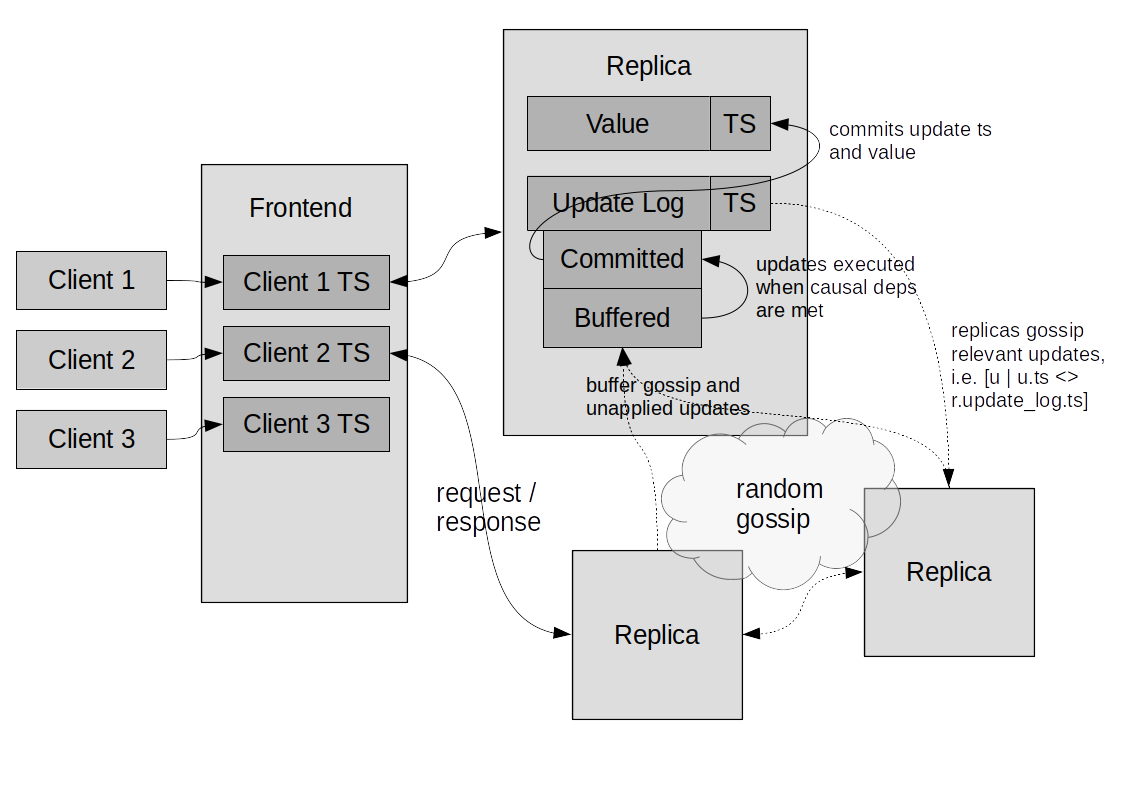 Replica
Value
TS
commits update ts
and value
Frontend
Update Log
TS
Client 1
Client 1 TS
Committed
updates executed
when causal deps
are met
Buffered
Client 2
Client 2 TS
replicas gossip
relevant updates,
i.e. [u | u.ts <>
r.update_log.ts]
buffer gossip and
unapplied updates
Client 3
Client 3 TS
request /
response
random
gossip
Replica
Replica